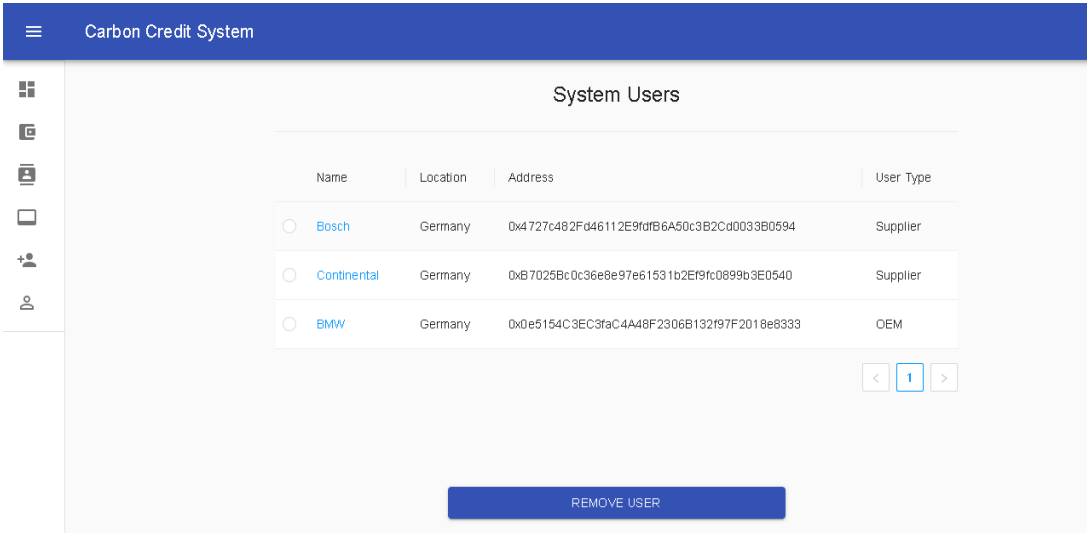 Carbon Credit System
System Users
Name Location Address User Type
Bosch Germany 0x4727c482Fd46112E9fdfB6A50c3B2Cd0033B0594 Supplier
Continental Germany 0xB7025Bc0c36e8e97e61531b2Ef9fc0899b3E0540 Supplier
BMW Germany 0x0e5154C3EC3faC4A48F2306B132f97F2018e8333 OEM
< 1 >
REMOVE USER